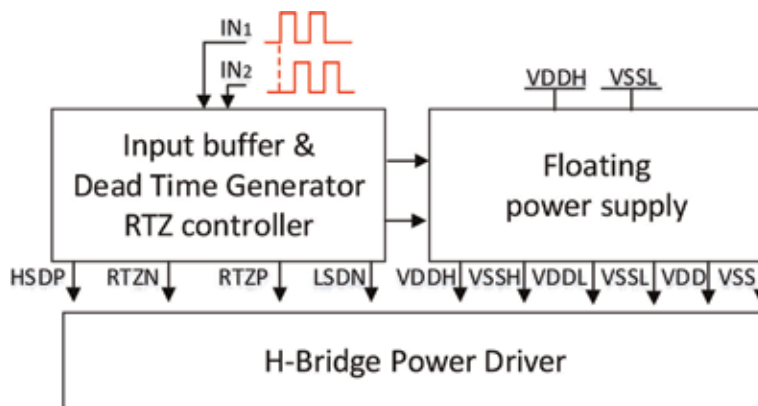 IN1
IN2
VDDH VSSL
Input buffer &
Dead Time Generator
RTZ controller
Floating
power supply
HSDP RTZN RTZP LSDN VDDH VSSH VDDL VSSL VDD VSS
H-Bridge Power Driver